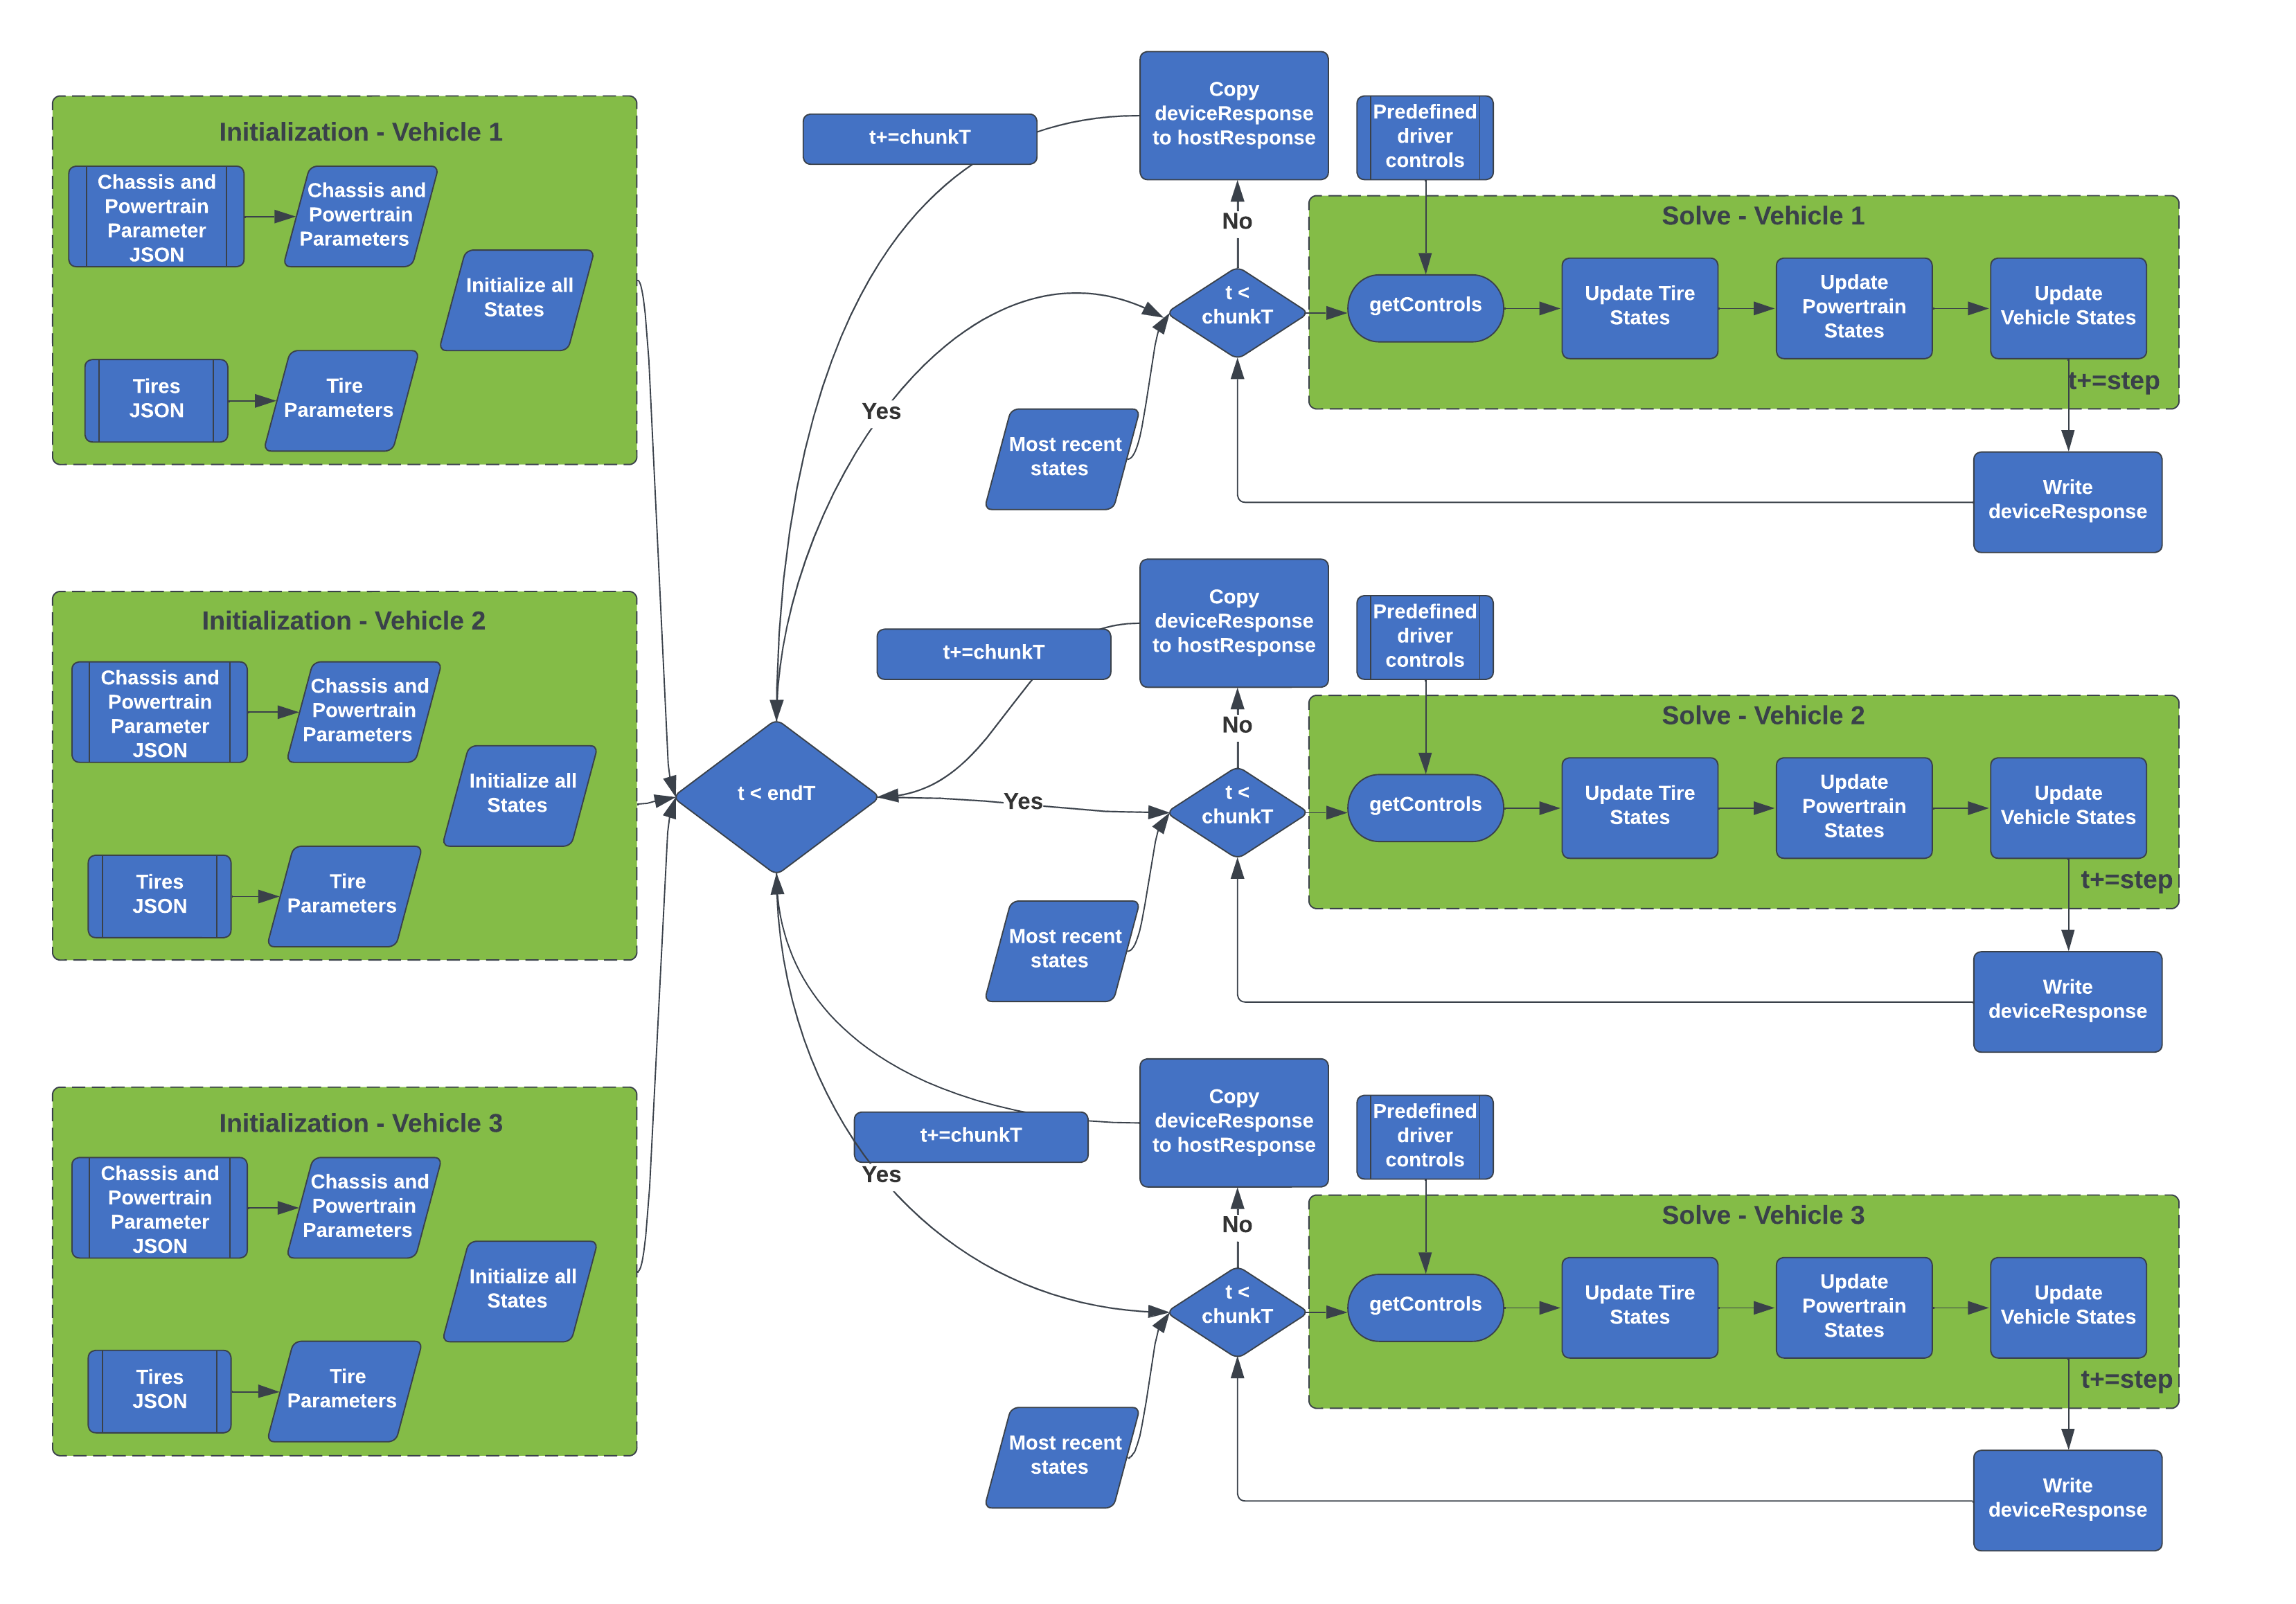 Initialization - Vehicle 1
Chassis and
Powertrain
Parameter
JSON
Chassis and
Powertrain
Parameters
Initialize all
States
Tires
JSON
Tire
Parameters
Initialization - Vehicle 2
Chassis and
Powertrain
Parameter
JSON
Chassis and
Powertrain
Parameters
Initialize all
States
Tires
JSON
Tire
Parameters
Initialization - Vehicle 3
Chassis and
Powertrain
Parameter
JSON
Chassis and
Powertrain
Parameters
Initialize all
States
Tires
JSON
Tire
Parameters
t < endT
t+=chunkT
Copy
deviceResponse
to hostResponse
Predefined
driver
controls
No
Yes
t <
chunkT
Most recent
states
Solve - Vehicle 1
getControls
Update Tire
States
Update
Powertrain
States
Update
Vehicle States
t+=step
Write
deviceResponse
t+=chunkT
Copy
deviceResponse
to hostResponse
Predefined
driver
controls
No
Yes
t <
chunkT
Most recent
states
Solve - Vehicle 2
getControls
Update Tire
States
Update
Powertrain
States
Update
Vehicle States
t+=step
Write
deviceResponse
t+=chunkT
Copy
deviceResponse
to hostResponse
Predefined
driver
controls
Yes
No
t <
chunkT
Most recent
states
Solve - Vehicle 3
getControls
Update Tire
States
Update
Powertrain
States
Update
Vehicle States
t+=step
Write
deviceResponse